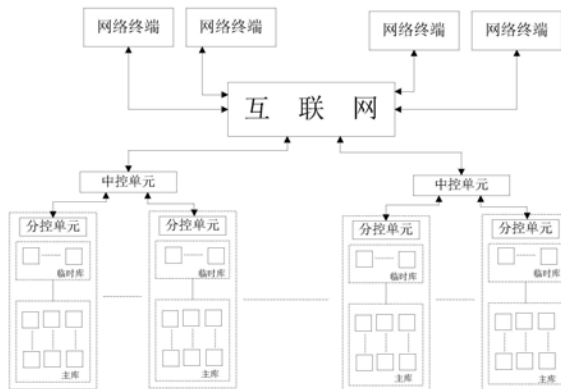 网络终端
网络终端
网络终端
网络终端
互 联 网
中控单元
中控单元
分控单元
分控单元
分控单元
分控单元
临时库
临时库
临时库
临时库
主库
主库
主库
主库